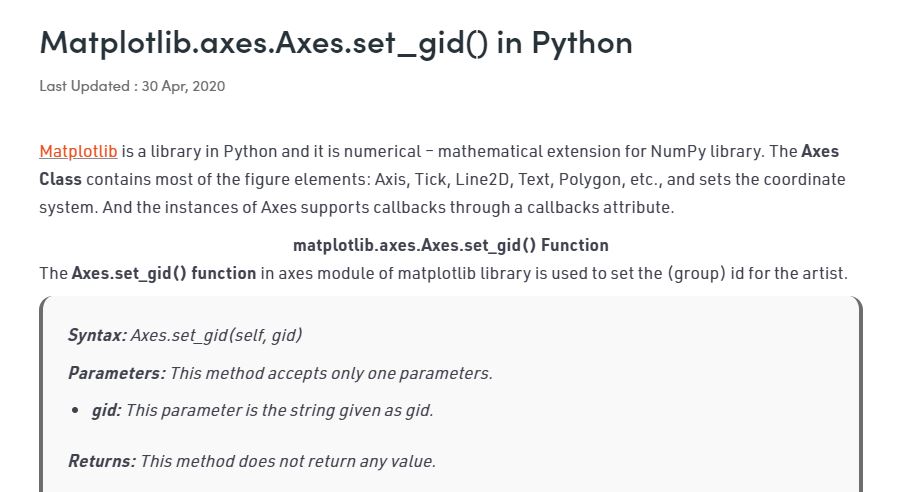 Matplotlib.axes.Axes.set_gid() in Python
Last Updated : 30 Apr, 2020
Matplotlib is a library in Python and it is numerical – mathematical extension for NumPy library. The Axes
Class contains most of the figure elements: Axis, Tick, Line2D, Text, Polygon, etc., and sets the coordinate
system. And the instances of Axes supports callbacks through a callbacks attribute.
matplotlib.axes.Axes.set_gid() Function
The Axes.set_gid() function in axes module of matplotlib library is used to set the (group) id for the artist.
Syntax: Axes.set_gid(self, gid)
Parameters: This method accepts only one parameters.
• gid: This parameter is the string given as gid.
Returns: This method does not return any value.